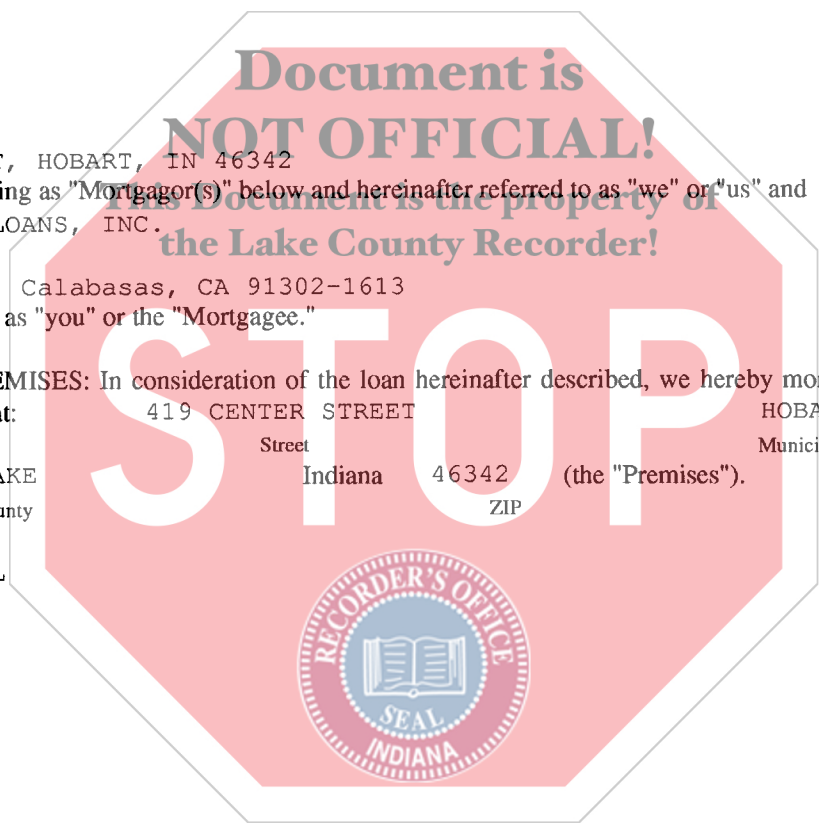 Document is
NOT OFFICIAL!
T, HOBART, IN 46342
ing as "Mortgagor(s)" below and hereinafter referred to as "we" or "us" and
This Document is the property of
LOANS, INC.
the Lake County Recorder!
Calabasas, CA 91302-1613
as "you" or the "Mortgagee."
STOP
EMISES: In consideration of the loan hereinafter described, we hereby mo
at: 419 CENTER STREET HOBA
Street Munici
AKE Indiana 46342 (the "Premises").
unty ZIP
L
RECORDER'S OFFICE
SEAL
INDIANA